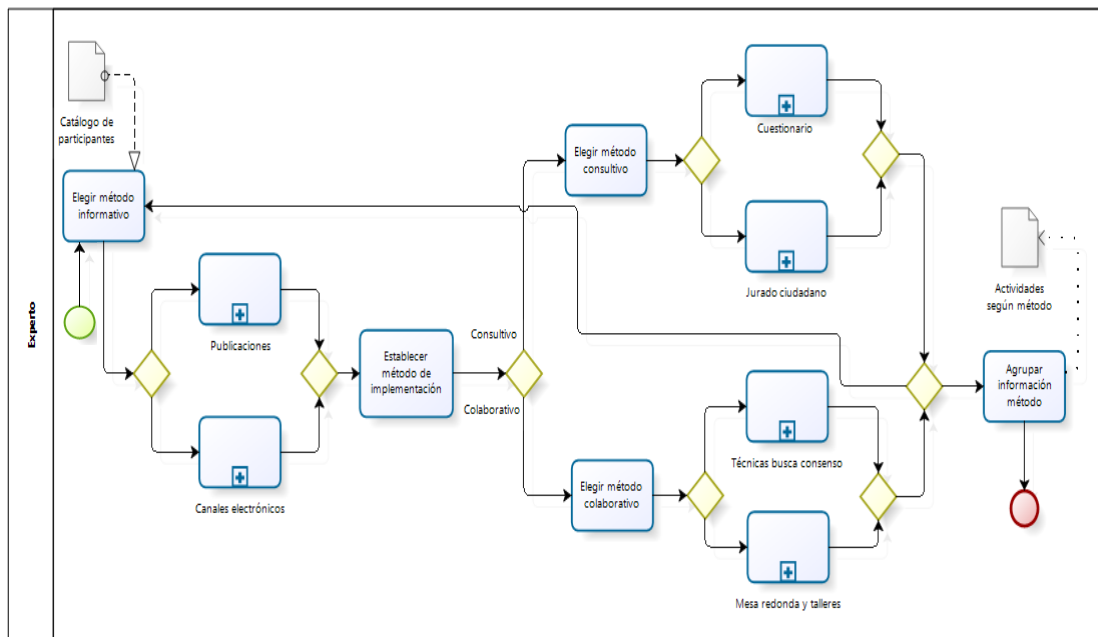 Experto
Catálogo de
participantes
Elegir método
informativo
Publicaciones
Canales electrónicos
Establecer
método de
implementación
Consultivo
Colaborativo
Elegir método
consultivo
Cuestionario
Jurado ciudadano
Elegir método
colaborativo
Técnicas busca consenso
Mesa redonda y talleres
Actividades
según método
Agrupar
información
método